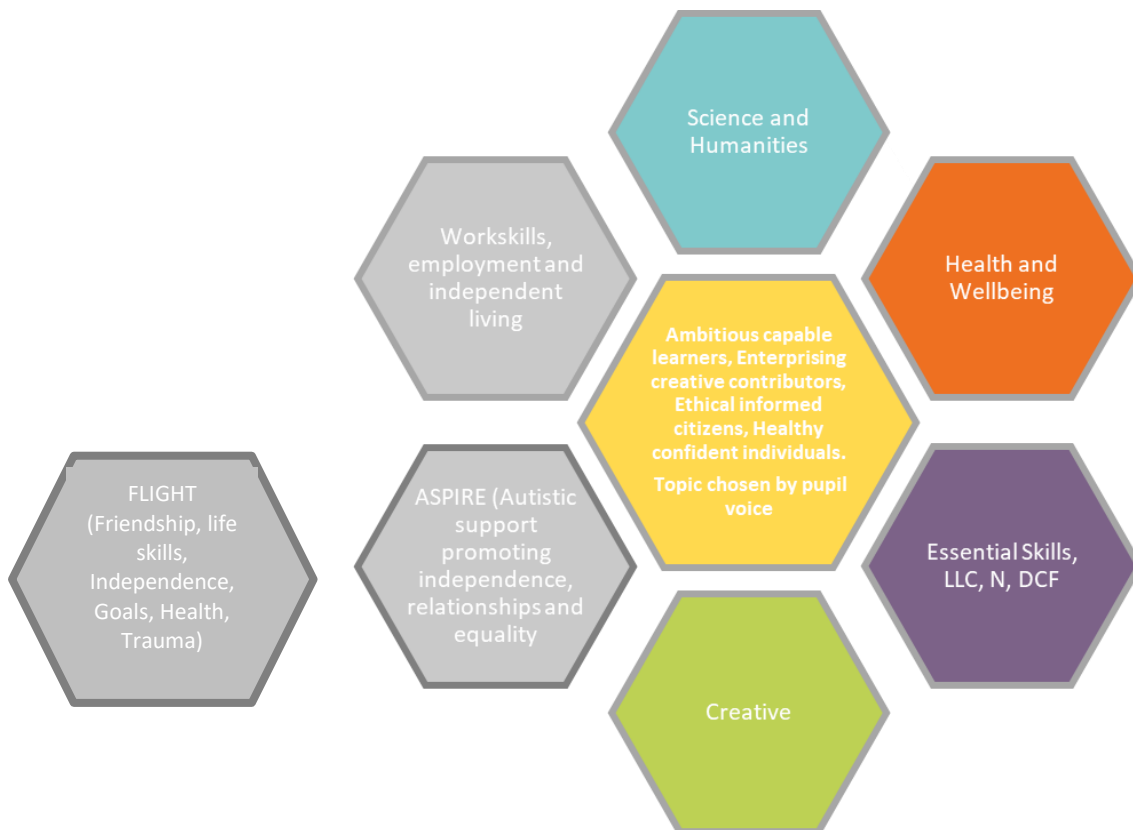 Science and
Humanities
Workskills,
employment and
independent
living
Health and
Wellbeing
Ambitious capable
learners, Enterprising
creative contributors,
Ethical informed
citizens, Healthy
confident individuals.
Topic chosen by pupil
voice
FLIGHT
(Friendship, life
skills,
Independence,
Goals, Health,
Trauma)
ASPIRE (Autistic
support
promoting
independence,
relationships and
equality
Essential Skills,
LLC, N, DCF
Creative